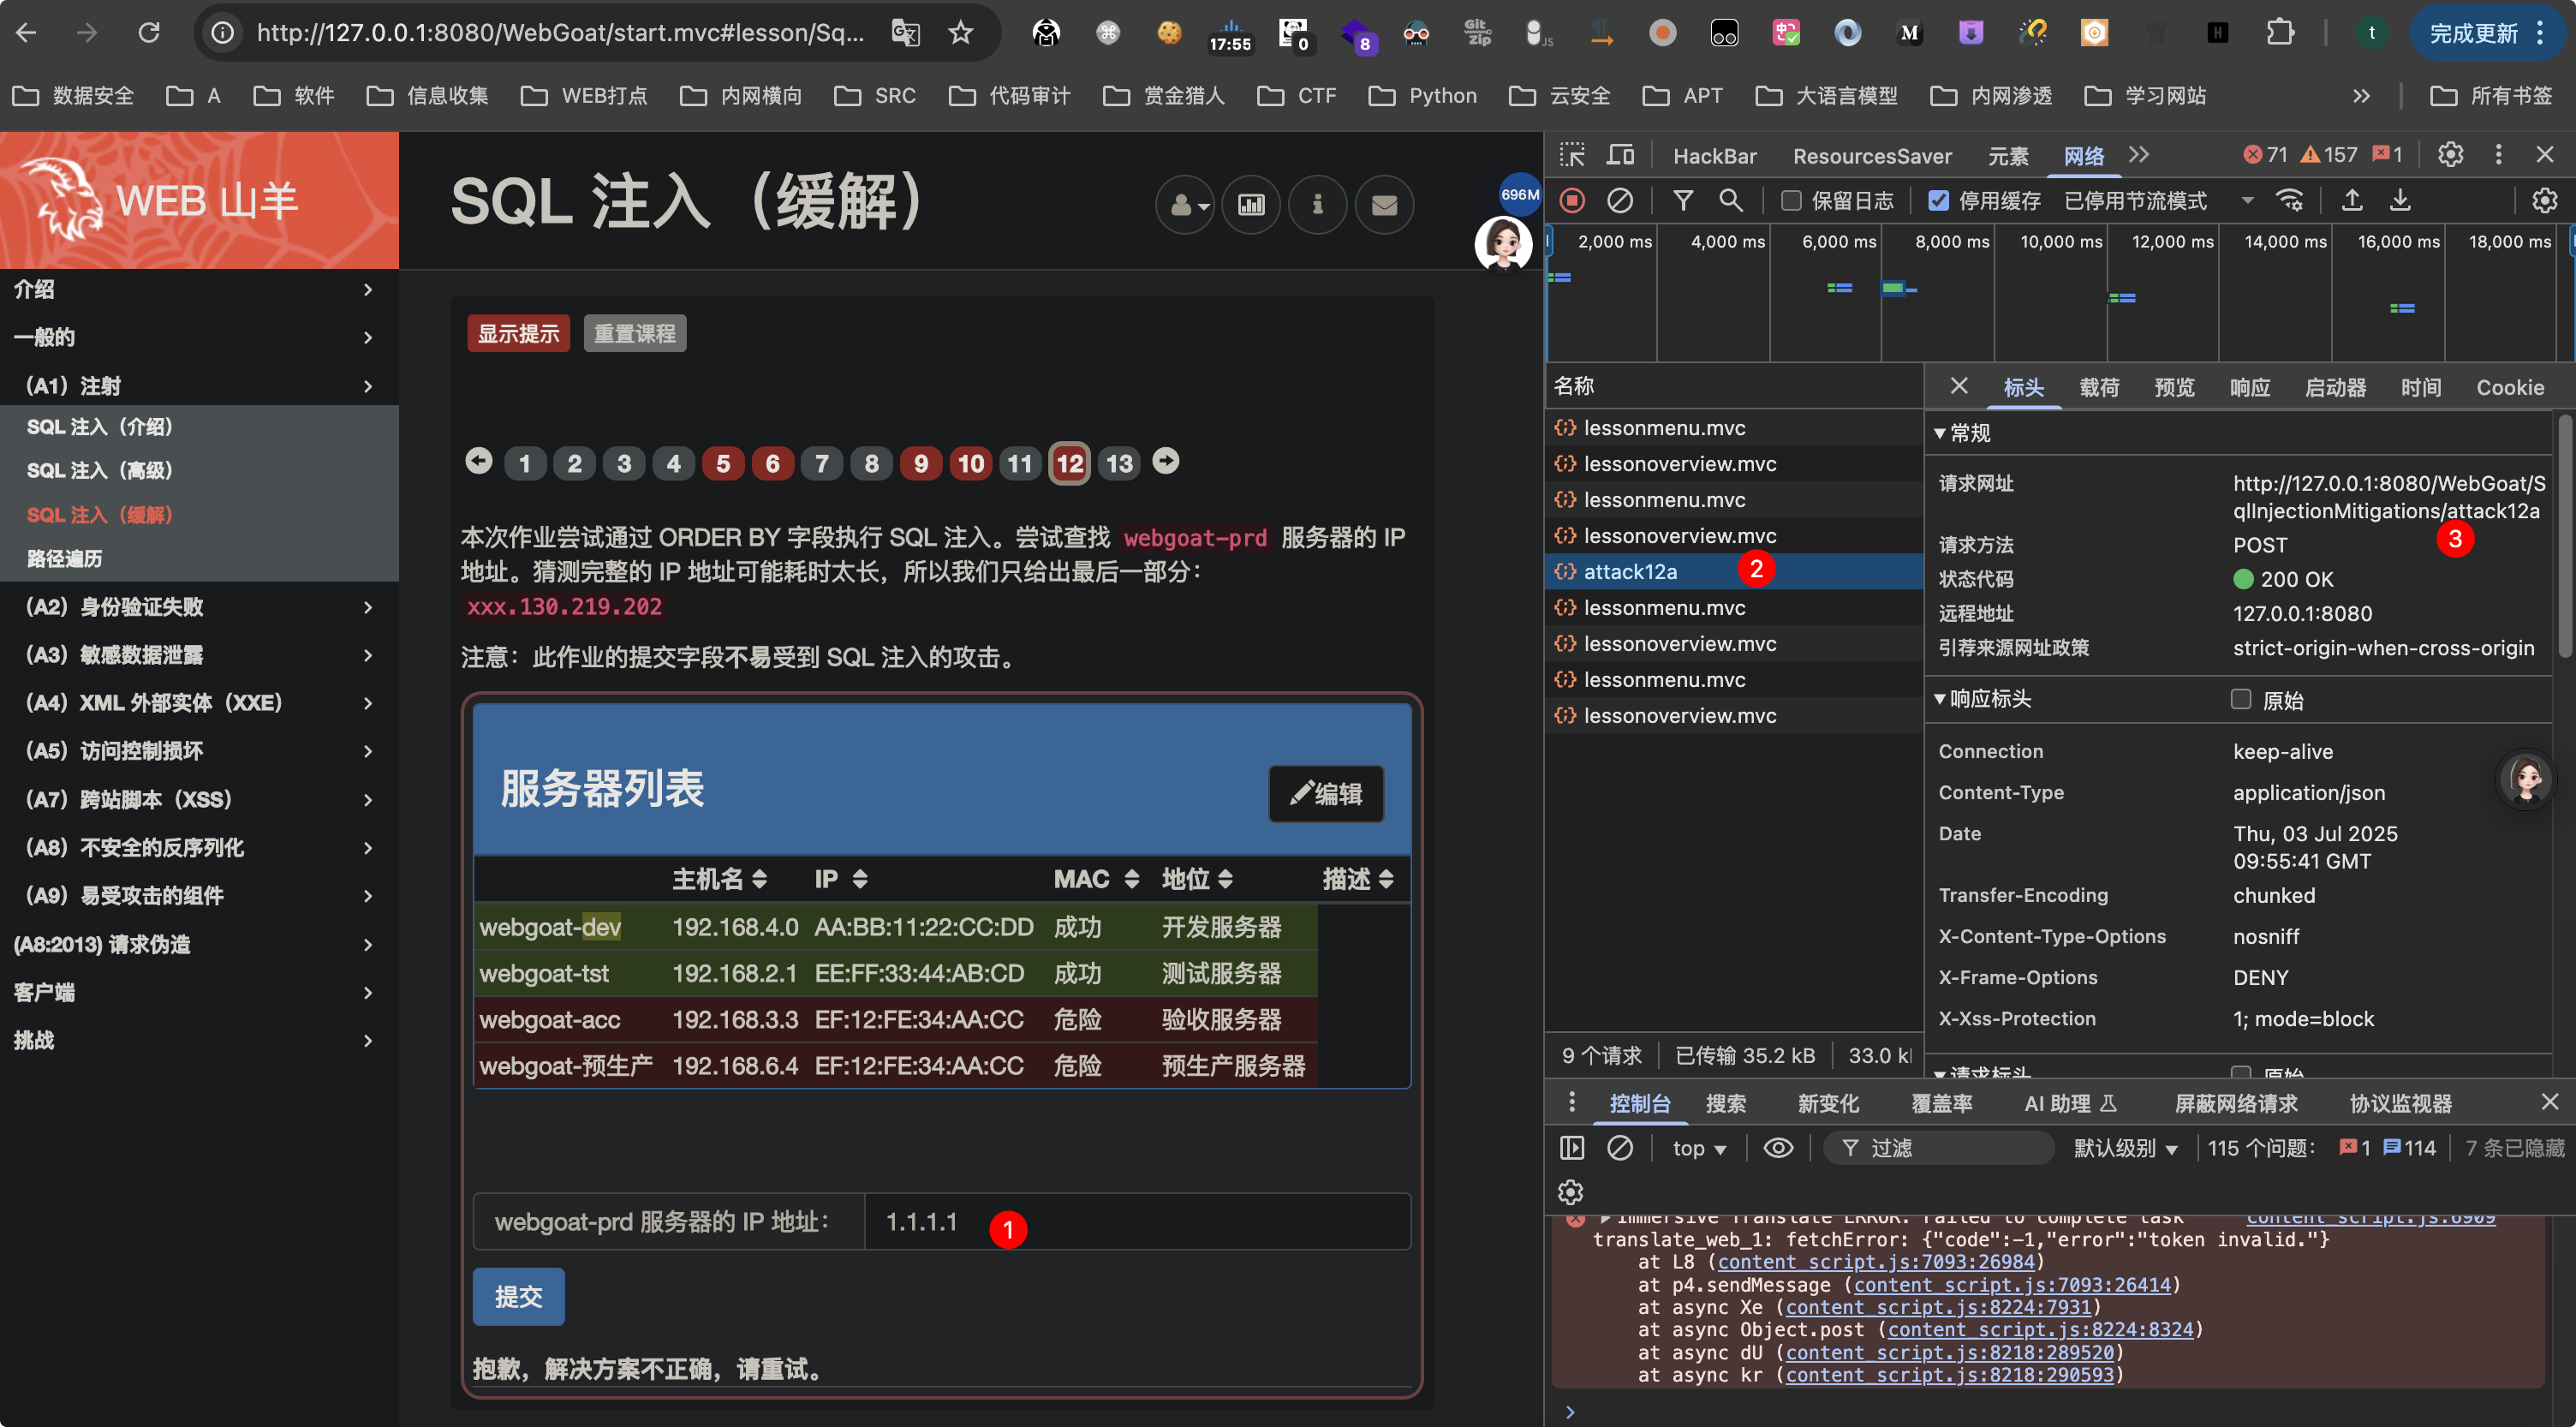 http://127.0.0.1:8080/WebGoat/start.mvc#lesson/Sq...
17:55
0
8
Git
zip
JS
M
H
t
完成更新
数据安全 A 软件 信息收集 WEB打点 内网横向 SRC 代码审计 赏金猎人 CTF Python 云安全 APT 大语言模型 内网渗透 学习网站 所有书签
WEB 山羊
介绍
一般的
（A1）注射
SQL 注入（介绍）
SQL 注入（高级）
SQL 注入（缓解）
路径遍历
（A2）身份验证失败
（A3）敏感数据泄露
（A4）XML 外部实体（XXE）
（A5）访问控制损坏
（A7）跨站脚本（XSS）
（A8）不安全的反序列化
（A9）易受攻击的组件
(A8:2013) 请求伪造
客户端
挑战
SQL 注入（缓解）
696M
显示提示 重置课程
1 2 3 4 5 6 7 8 9 10 11 12 13
本次作业尝试通过 ORDER BY 字段执行 SQL 注入。尝试查找 webgoat-prd 服务器的 IP
地址。猜测完整的 IP 地址可能耗时太长，所以我们只给出最后一部分：
xxx.130.219.202
注意：此作业的提交字段不易受到 SQL 注入的攻击。
服务器列表
编辑
主机名 IP MAC 地位 描述
webgoat-dev 192.168.4.0 AA:BB:11:22:CC:DD 成功 开发服务器
webgoat-tst 192.168.2.1 EE:FF:33:44:AB:CD 成功 测试服务器
webgoat-acc 192.168.3.3 EF:12:FE:34:AA:CC 危险 验收服务器
webgoat-预生产 192.168.6.4 EF:12:FE:34:AA:CC 危险 预生产服务器
webgoat-prd 服务器的 IP 地址： 1.1.1.1 1
提交
抱歉，解决方案不正确，请重试。
HackBar ResourcesSaver 元素 网络 71 157 1
保留日志 停用缓存 已停用节流模式
2,000 ms 4,000 ms 6,000 ms 8,000 ms 10,000 ms 12,000 ms 14,000 ms 16,000 ms 18,000 ms
名称
lessonmenu.mvc
lessonoverview.mvc
lessonmenu.mvc
lessonoverview.mvc
attack12a 2
lessonmenu.mvc
lessonoverview.mvc
lessonmenu.mvc
lessonoverview.mvc
9 个请求 已传输 35.2 kB 33.0 k
标头 载荷 预览 响应 启动器 时间 Cookie
常规
请求网址 http://127.0.0.1:8080/WebGoat/S
qlInjectionMitigations/attack12a
请求方法 POST 3
状态代码 200 OK
远程地址 127.0.0.1:8080
引荐来源网址政策 strict-origin-when-cross-origin
响应标头 原始
Connection keep-alive
Content-Type application/json
Date Thu, 03 Jul 2025
09:55:41 GMT
Transfer-Encoding chunked
X-Content-Type-Options nosniff
X-Frame-Options DENY
X-Xss-Protection 1; mode=block
请求标头 原始
控制台 搜索 新变化 覆盖率 AI 助理 屏蔽网络请求 协议监视器
top 过滤 默认级别 115 个问题： 1 114 7 条已隐藏
Immersive Translate ERROR: Failed to complete task content_script.js:6909
translate_web_1: fetchError: {"code":-1,"error":"token invalid."}
at L8 (content_script.js:7093:26984)
at p4.sendMessage (content_script.js:7093:26414)
at async Xe (content_script.js:8224:7931)
at async Object.post (content_script.js:8224:8324)
at async dU (content_script.js:8218:289520)
at async kr (content_script.js:8218:290593)